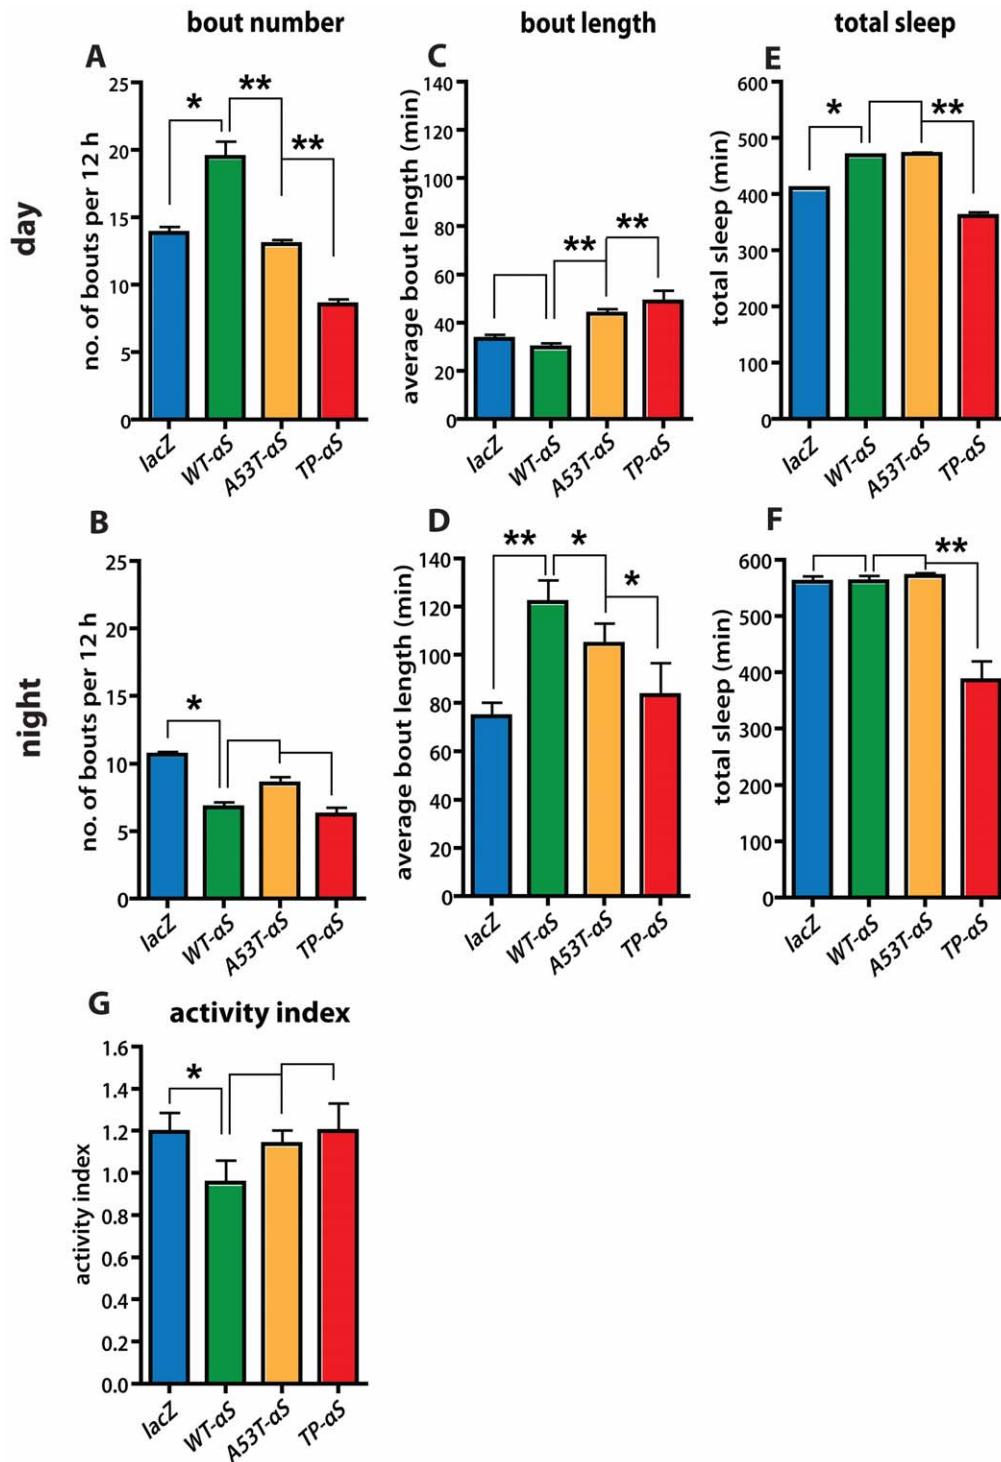 bout number
bout length
total sleep
day
A
no. of bouts per 12 h
25
20
15
10
5
0
*
**
**
lacZ
WT-αS
A53T-αS
TP-αS
C
average bout length (min)
140
120
100
80
60
40
20
0
**
**
lacZ
WT-αS
A53T-αS
TP-αS
E
total sleep (min)
600
500
400
300
200
100
0
*
**
lacZ
WT-αS
A53T-αS
TP-αS
night
B
no. of bouts per 12 h
25
20
15
10
5
0
*
lacZ
WT-αS
A53T-αS
TP-αS
D
average bout length (min)
140
120
100
80
60
40
20
0
**
*
*
lacZ
WT-αS
A53T-αS
TP-αS
F
total sleep (min)
600
500
400
300
200
100
0
**
lacZ
WT-αS
A53T-αS
TP-αS
G
activity index
activity index
1.6
1.4
1.2
1.0
0.8
0.6
0.4
0.2
0.0
*
lacZ
WT-αS
A53T-αS
TP-αS